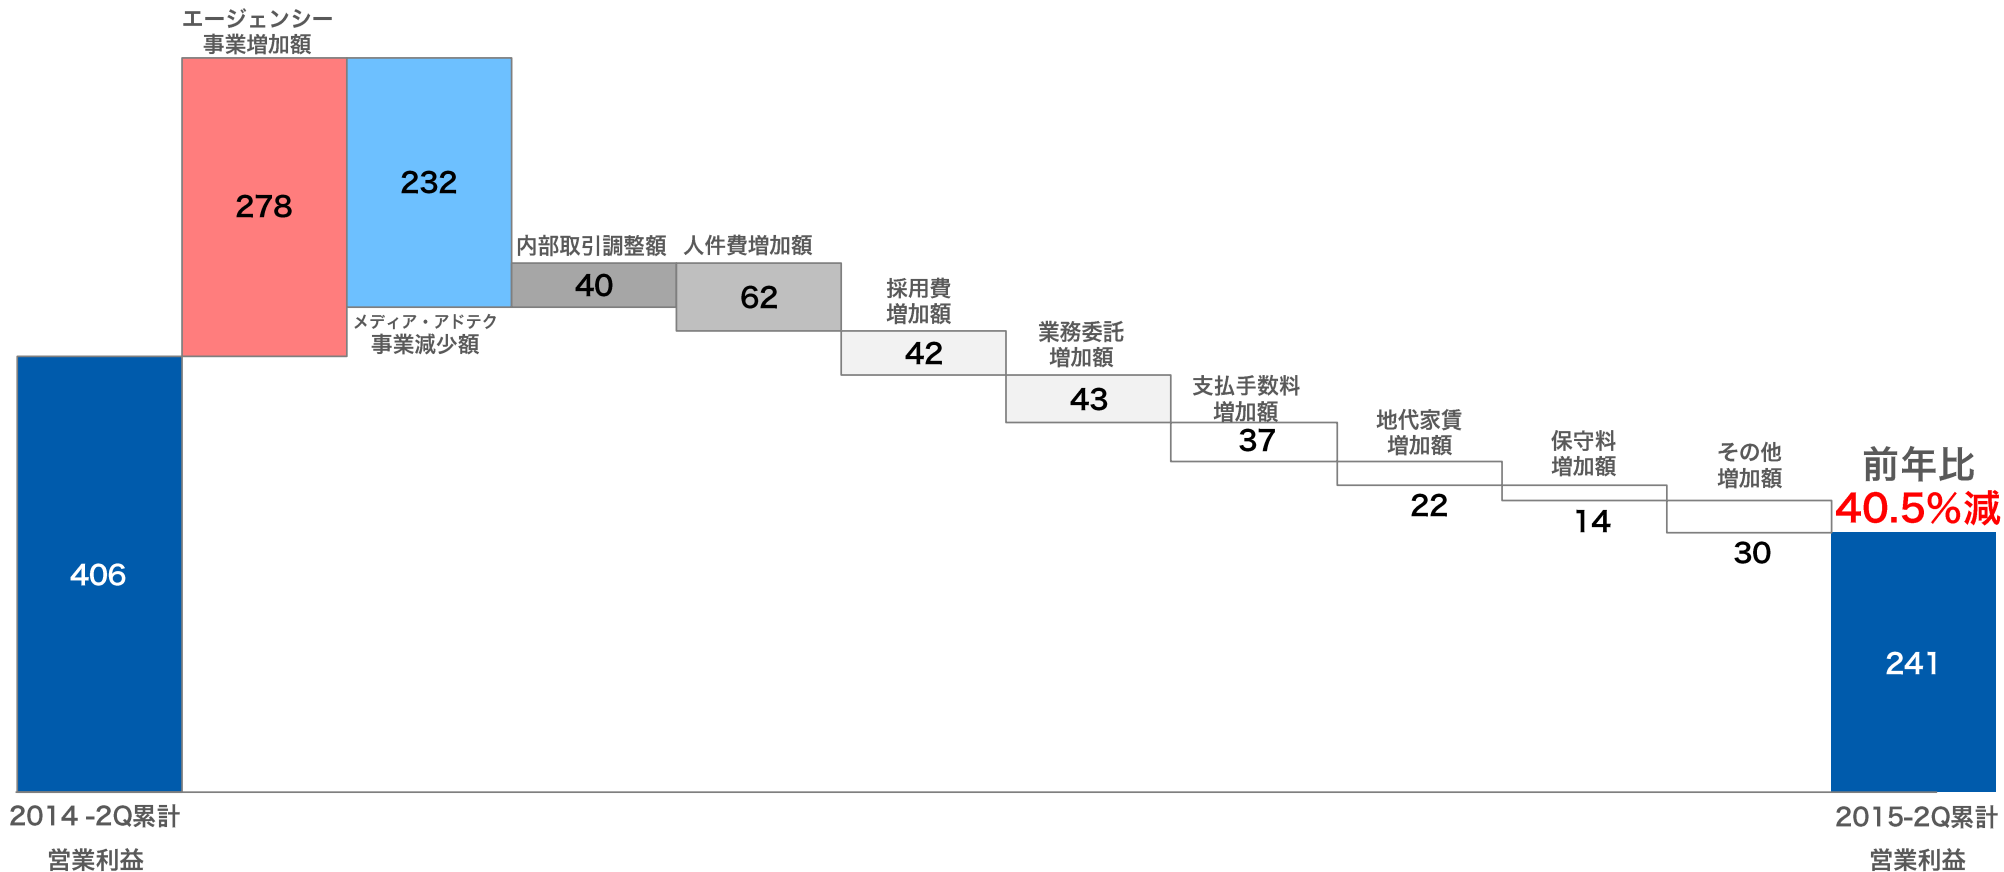 エージェンシー
事業増加額
278
232
メディア・アドテク
事業減少額
内部取引調整額
40
人件費増加額
62
採用費
増加額
42
業務委託
増加額
43
支払手数料
増加額
37
地代家賃
増加額
22
保守料
増加額
14
その他
増加額
30
前年比
40.5%減
406
241
2014 -2Q累計
営業利益
2015-2Q累計
営業利益